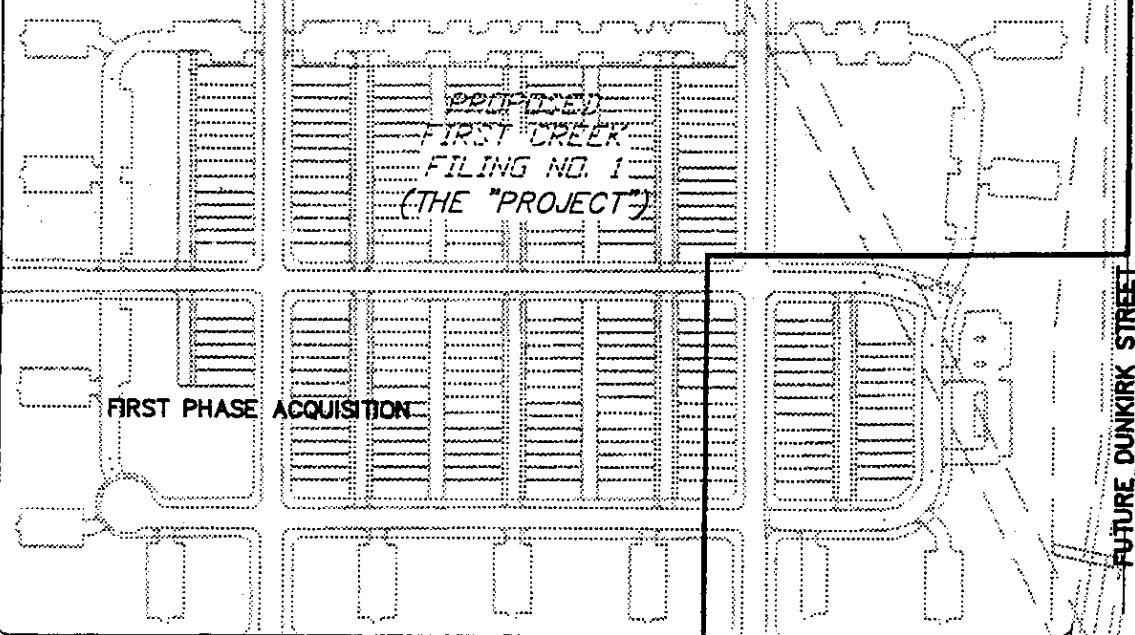 PROPOSED
FIRST CREEK
FILING NO. 1
(THE "PROJECT")
FIRST PHASE ACQUISITION
FUTURE DUNKIRK STREET